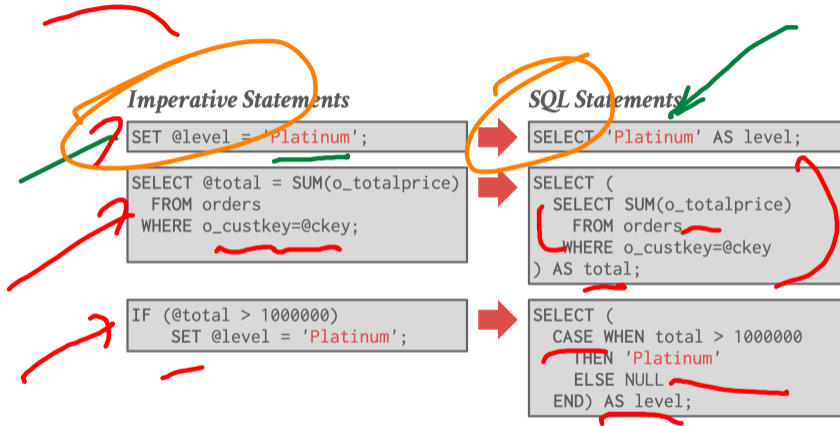 Imperative Statements
SET @level = 'Platinum';
SELECT @total = SUM(o_totalprice)
FROM orders
WHERE o_custkey=@ckey;
IF (@total > 1000000)
SET @level = 'Platinum';
SQL Statements
SELECT 'Platinum' AS level;
SELECT (
SELECT SUM(o_totalprice)
FROM orders
WHERE o_custkey=@ckey
) AS total;
SELECT (
CASE WHEN total > 1000000
THEN 'Platinum'
ELSE NULL
END) AS level;